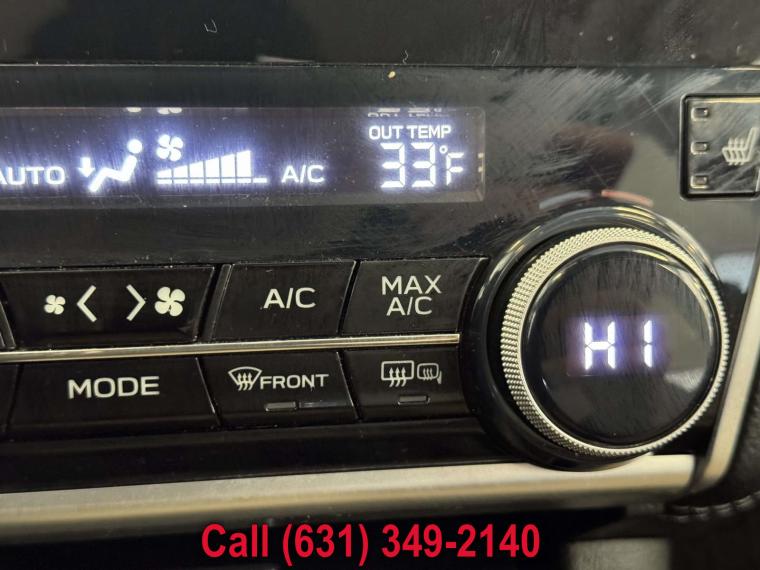 OUT TEMP
AUTO A/C 33°F
A/C MAX A/C
HI
MODE FRONT
Call (631) 349-2140